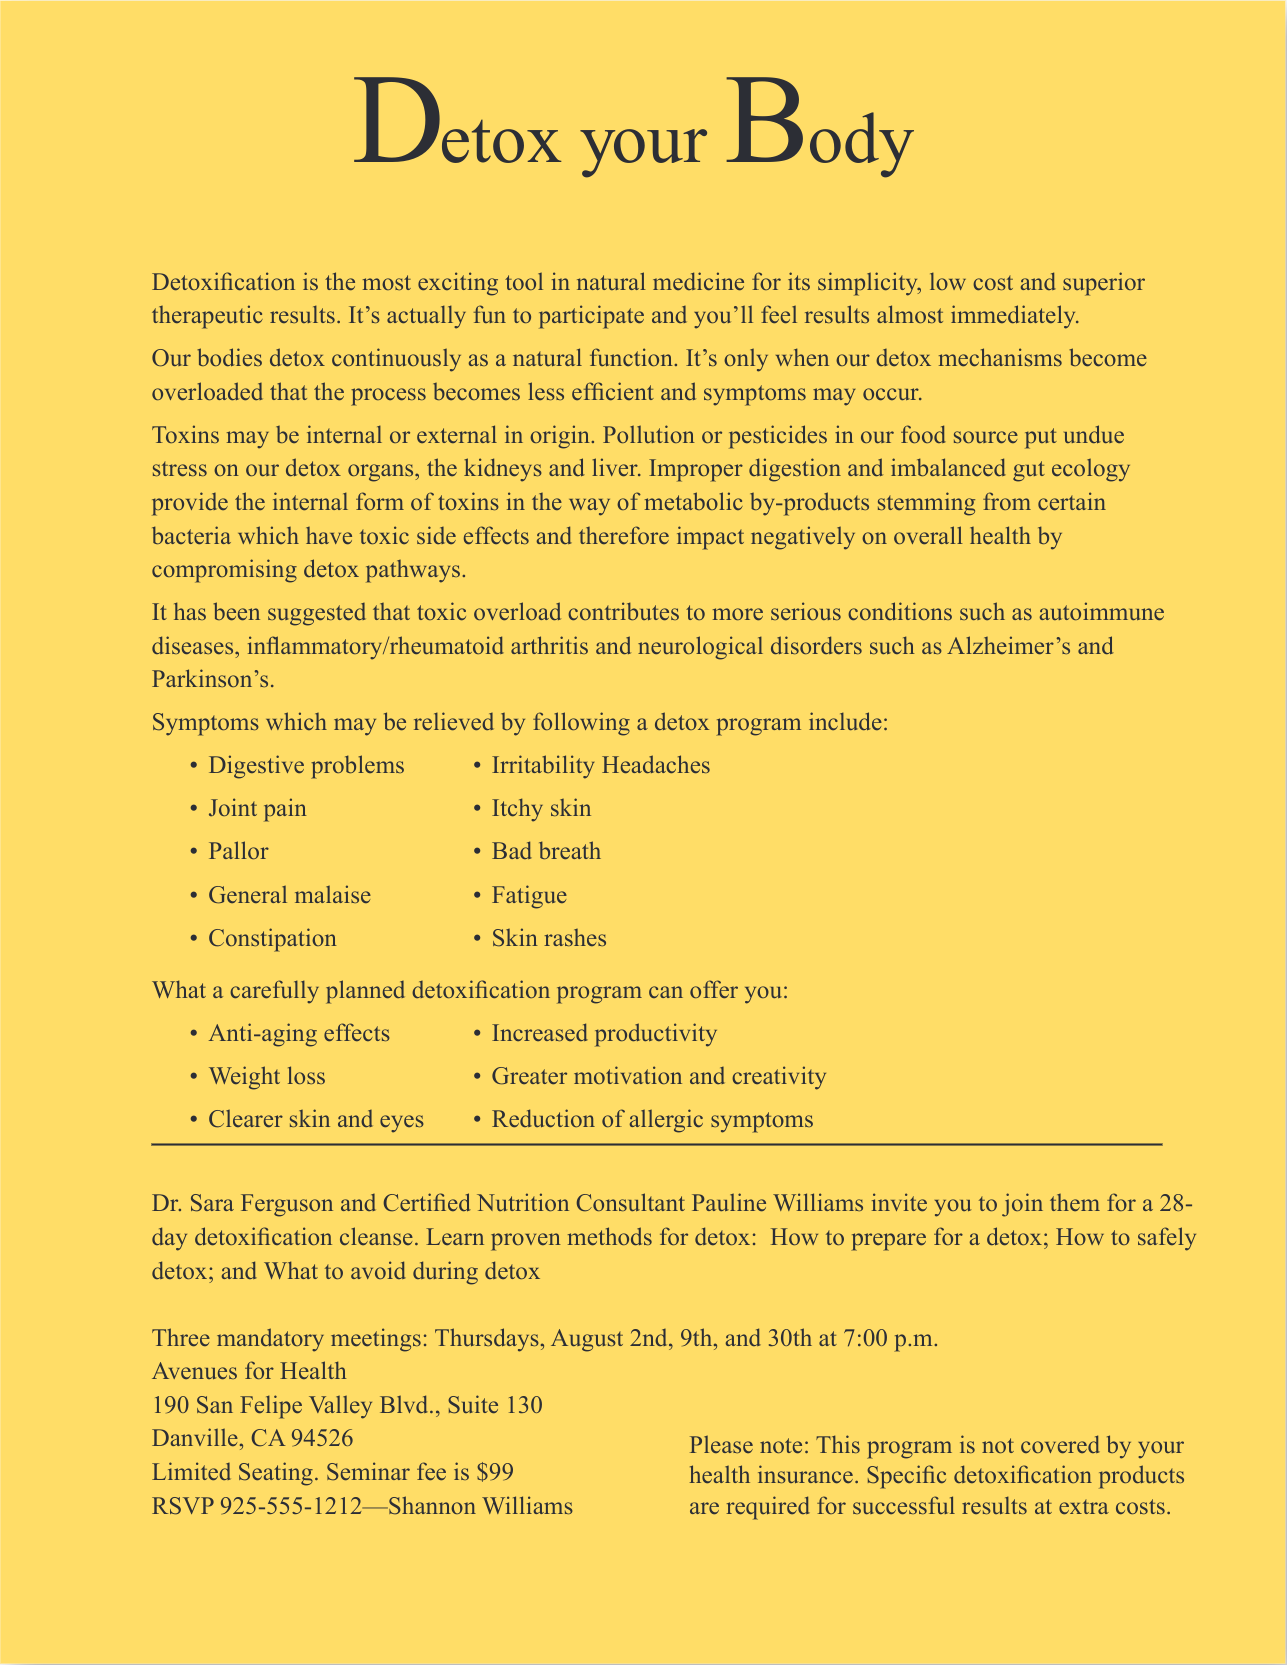 Detox your Body
Detoxification is the most exciting tool in natural medicine for its simplicity, low cost and superior
therapeutic results. It’s actually fun to participate and you’ll feel results almost immediately.
Our bodies detox continuously as a natural function. It’s only when our detox mechanisms become
overloaded that the process becomes less efficient and symptoms may occur.
Toxins may be internal or external in origin. Pollution or pesticides in our food source put undue
stress on our detox organs, the kidneys and liver. Improper digestion and imbalanced gut ecology
provide the internal form of toxins in the way of metabolic by-products stemming from certain
bacteria which have toxic side effects and therefore impact negatively on overall health by
compromising detox pathways.
It has been suggested that toxic overload contributes to more serious conditions such as autoimmune
diseases, inflammatory/rheumatoid arthritis and neurological disorders such as Alzheimer’s and
Parkinson’s.
Symptoms which may be relieved by following a detox program include:
• Digestive problems
• Joint pain
• Pallor
• General malaise
• Constipation
• Irritability Headaches
• Itchy skin
• Bad breath
• Fatigue
• Skin rashes
What a carefully planned detoxification program can offer you:
• Anti-aging effects
• Weight loss
• Clearer skin and eyes
• Increased productivity
• Greater motivation and creativity
• Reduction of allergic symptoms
Dr. Sara Ferguson and Certified Nutrition Consultant Pauline Williams invite you to join them for a 28-
day detoxification cleanse. Learn proven methods for detox:  How to prepare for a detox; How to safely
detox; and What to avoid during detox
Three mandatory meetings: Thursdays, August 2nd, 9th, and 30th at 7:00 p.m.
Avenues for Health
190 San Felipe Valley Blvd., Suite 130
Danville, CA 94526
Limited Seating. Seminar fee is $99
RSVP 925-555-1212—Shannon Williams
Please note: This program is not covered by your
health insurance. Specific detoxification products
are required for successful results at extra costs.